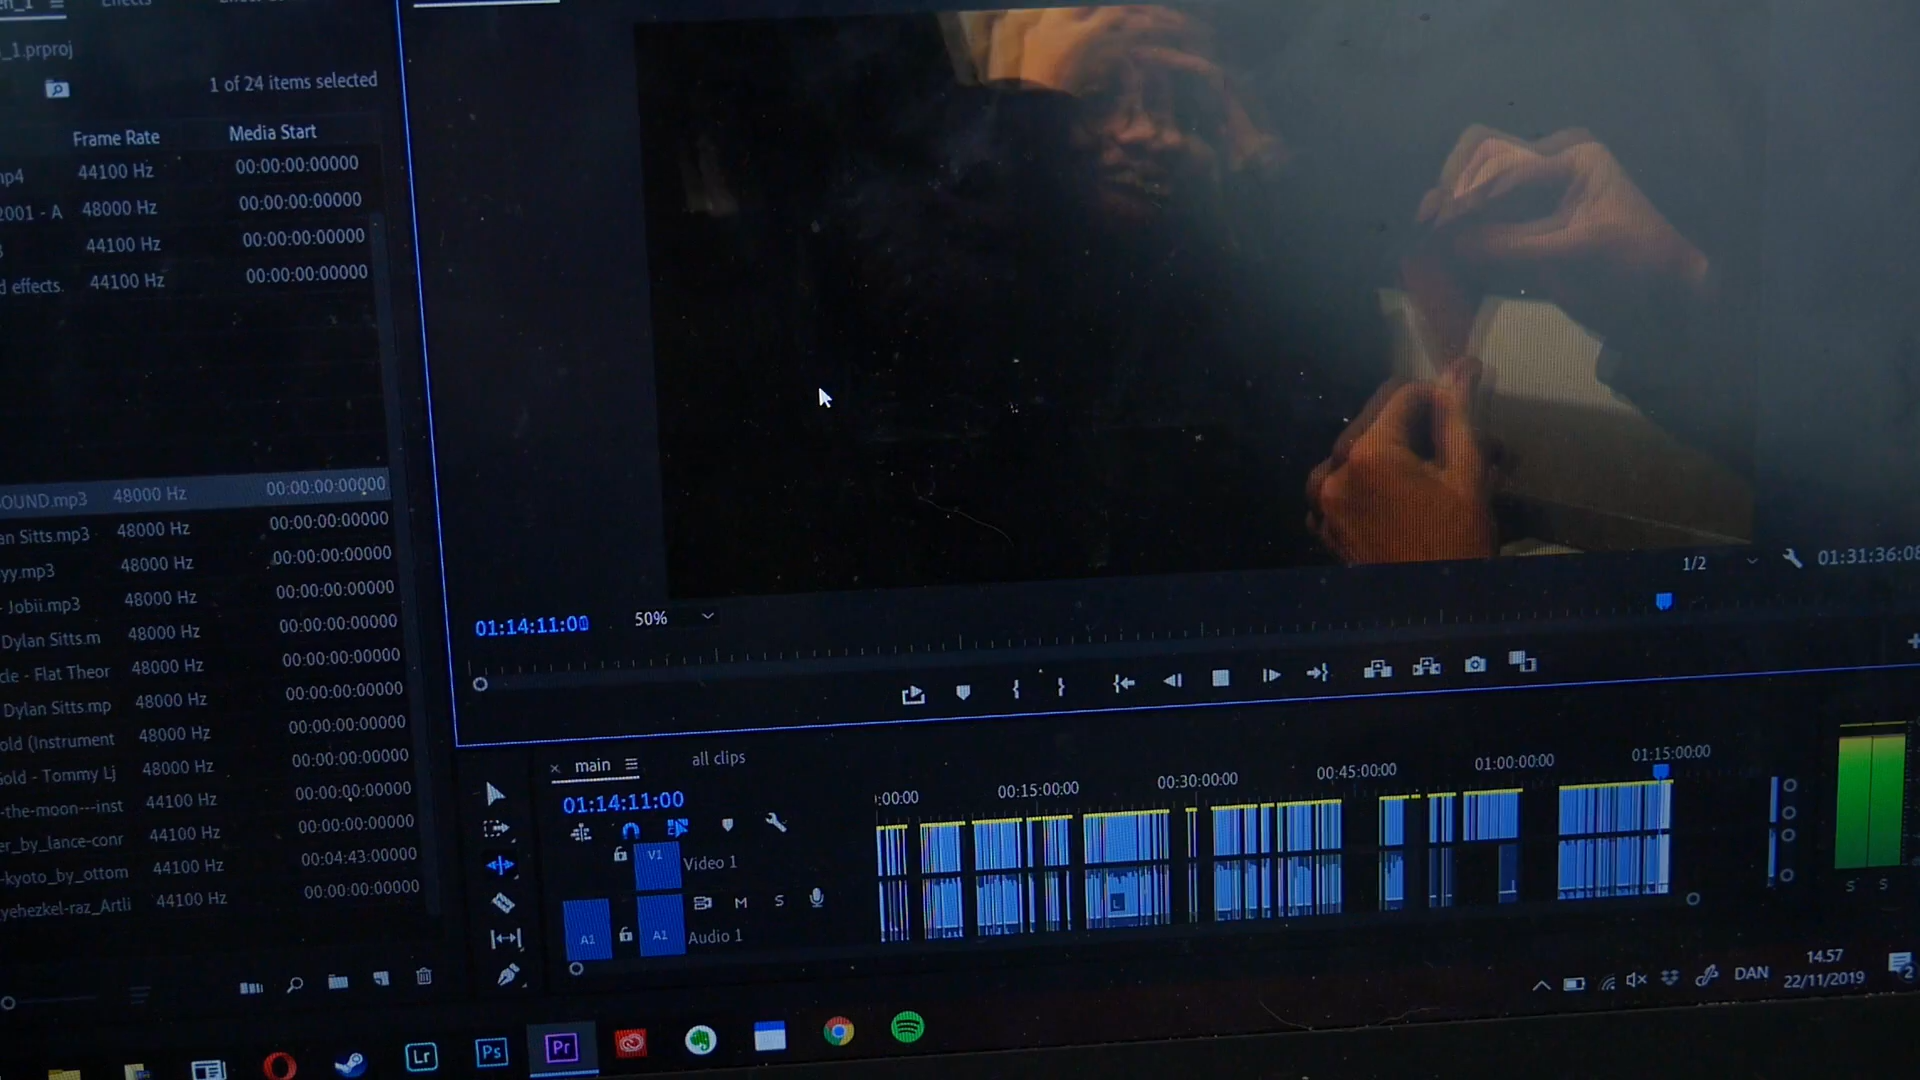 _1.prproj
1 of 24 items selected
Frame Rate
Media Start
mp4 44100 Hz 00:00:00:00000
2001 - A 48000 Hz 00:00:00:00000
44100 Hz 00:00:00:00000
d effects. 44100 Hz 00:00:00:00000
OUND.mp3 48000 Hz 00:00:00:00000
an Sitts.mp3 48000 Hz 00:00:00:00000
yy.mp3 48000 Hz 00:00:00:00000
- Jobii.mp3 48000 Hz 00:00:00:00000
Dylan Sitts.m 48000 Hz 00:00:00:00000
cle - Flat Theor 48000 Hz 00:00:00:00000
Dylan Sitts.mp 48000 Hz 00:00:00:00000
old (Instrument 48000 Hz 00:00:00:00000
Gold - Tommy Lj 48000 Hz 00:00:00:00000
-the-moon---inst 44100 Hz 00:00:00:00000
er_by_lance-conr 44100 Hz 00:00:00:00000
-kyoto_by_ottom 44100 Hz 00:04:43:00000
yehezkel-raz_Artli 44100 Hz 00:00:00:00000
01:14:11:00
50%
1/2
01:31:36:08
× main
all clips
01:14:11:00
:00:00 00:15:00:00 00:30:00:00 00:45:00:00 01:00:00:00 01:15:00:00
V1 Video 1
M S
A1 A1 Audio 1
S S
DAN
14.57
22/11/2019
2
Lr Ps Pr